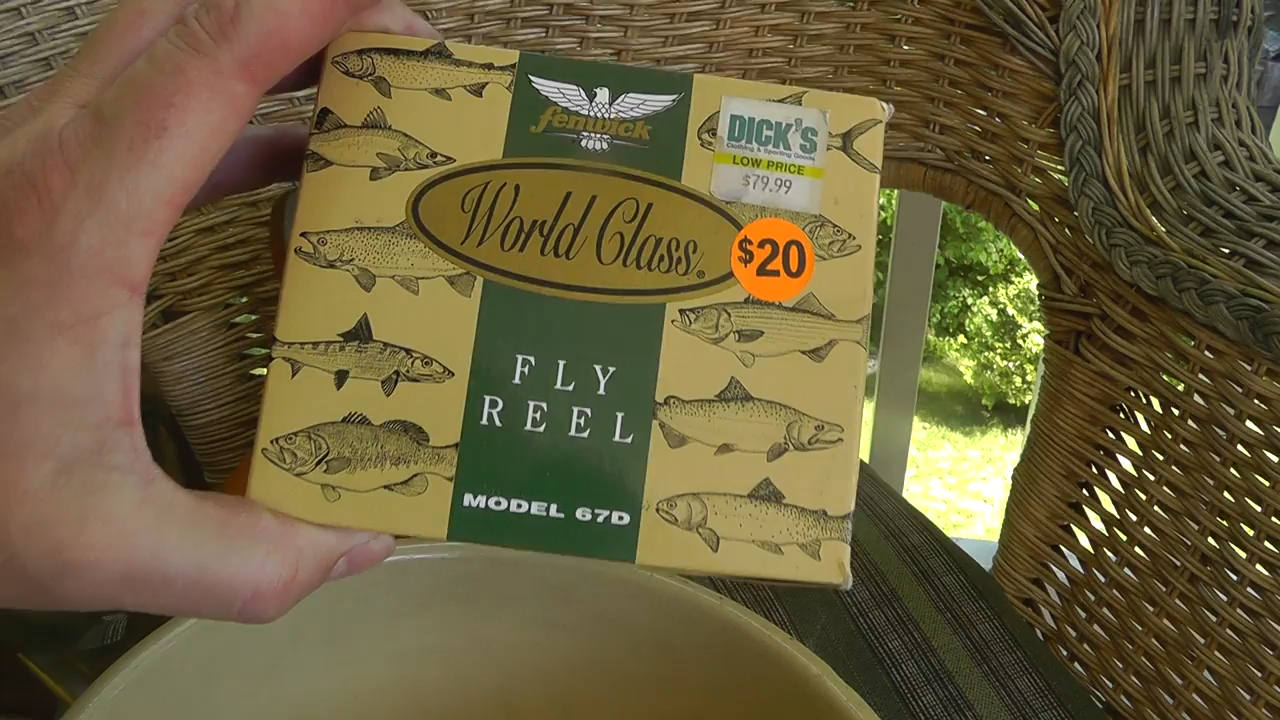 fenwick
World Class®
DICK'S
Clothing & Sporting Goods
LOW PRICE
$79.99
$20
FLY
REEL
MODEL 67D